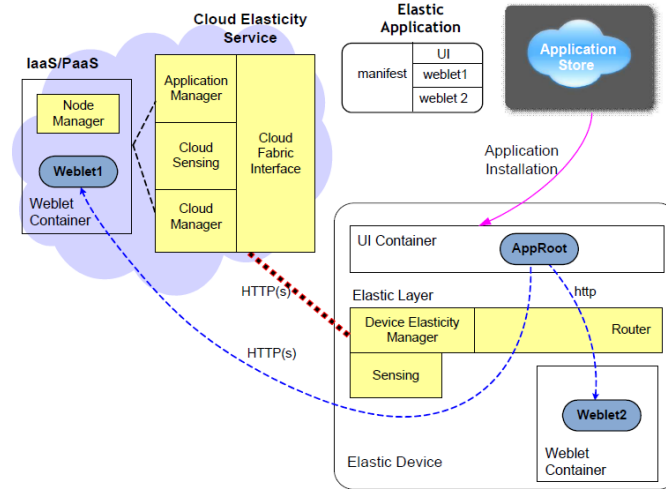 Cloud Elasticity
Service
Elastic
Application
IaaS/PaaS
Node
Manager
Weblet1
Weblet
Container
Application
Manager
Cloud
Sensing
Cloud
Manager
Cloud
Fabric
Interface
manifest
UI
weblet1
weblet 2
Application
Store
Application
Installation
HTTP(s)
HTTP(s)
UI Container
AppRoot
http
Elastic Layer
Device Elasticity
Manager
Router
Sensing
Weblet2
Weblet
Container
Elastic Device